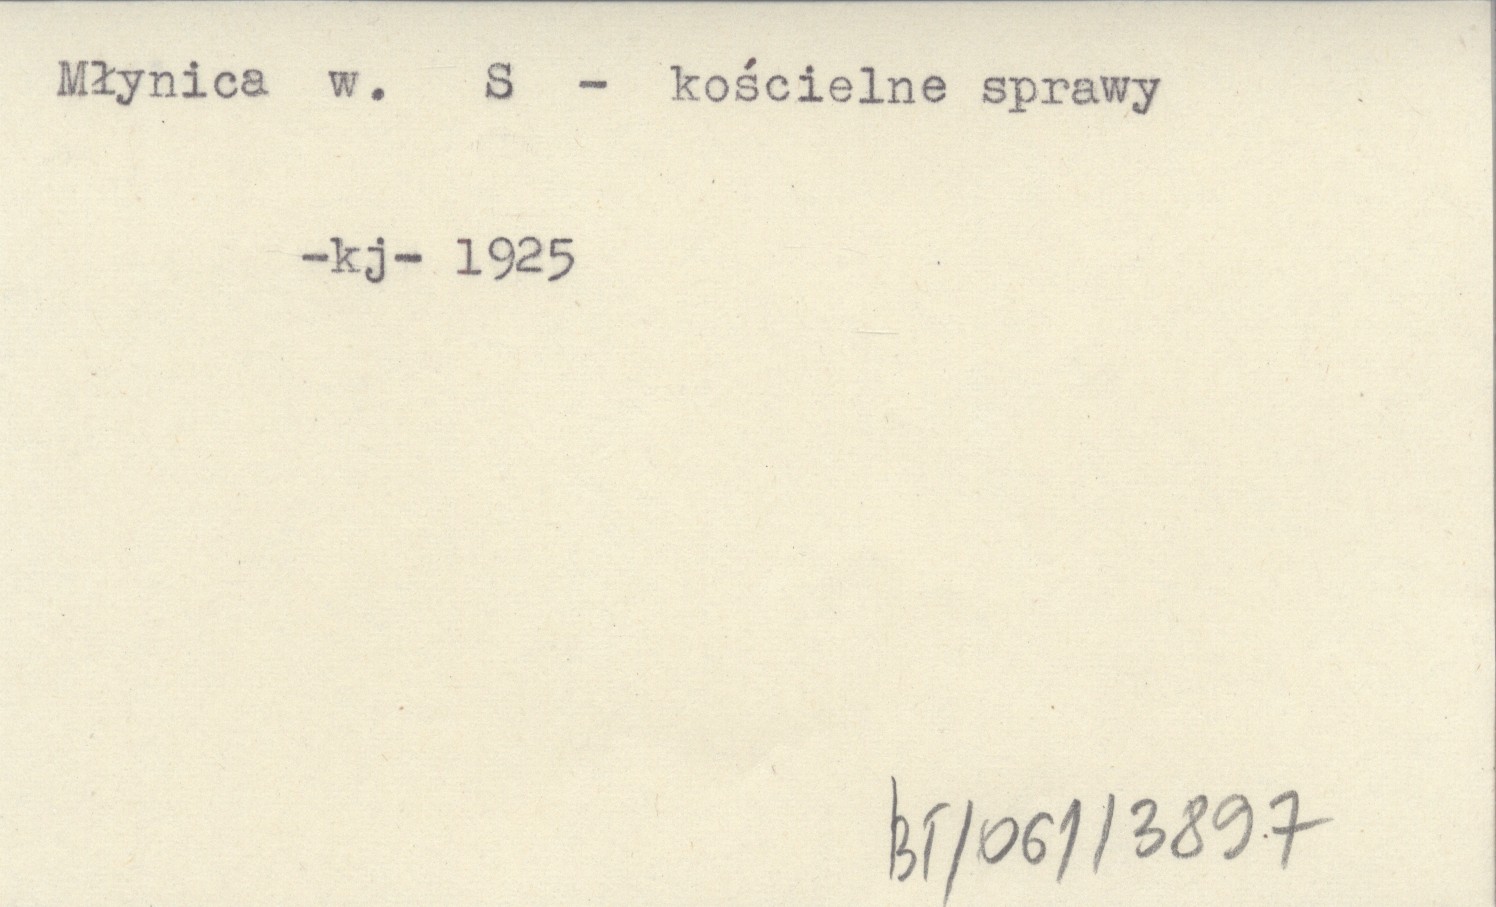 Młynica w. S - kościelne sprawy
-kj- 1925
BT/061/3897